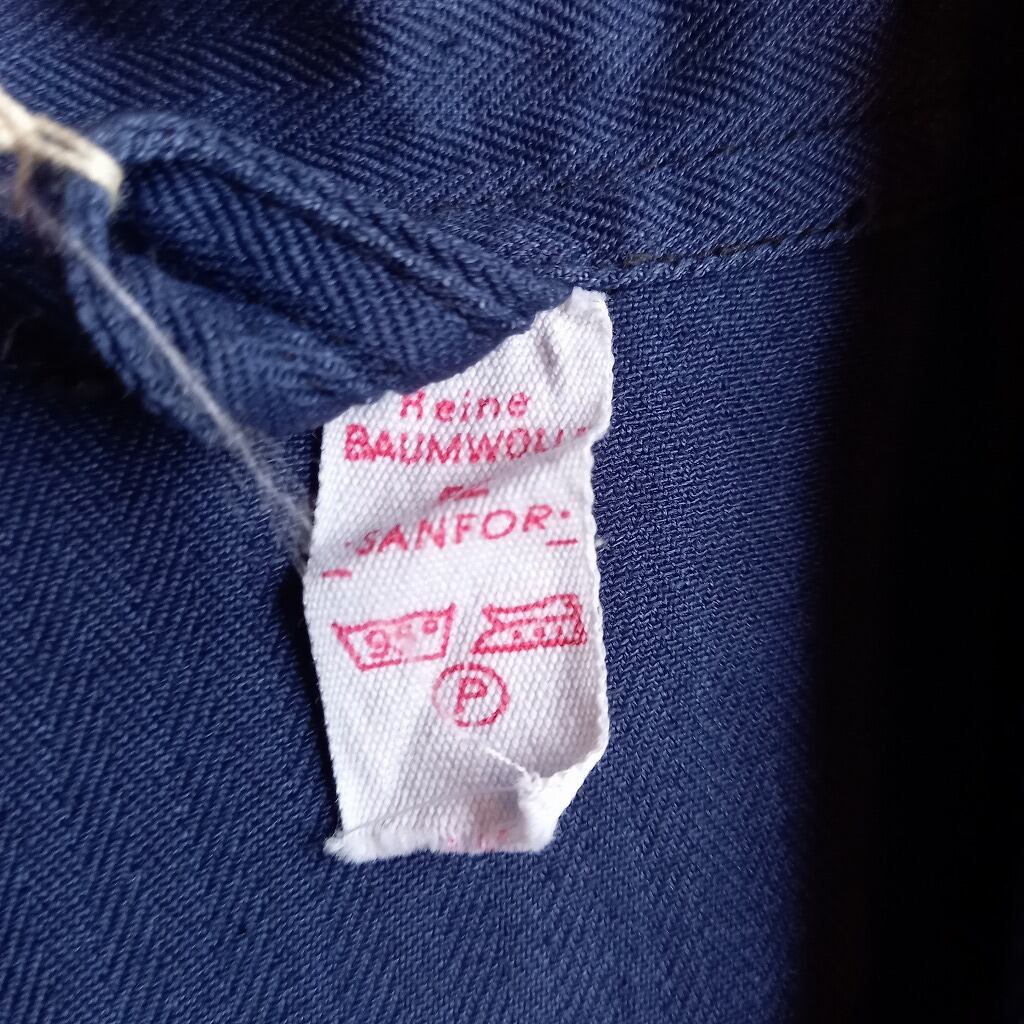 Reine
BAUMWOLL
-SANFOR-
95°
P